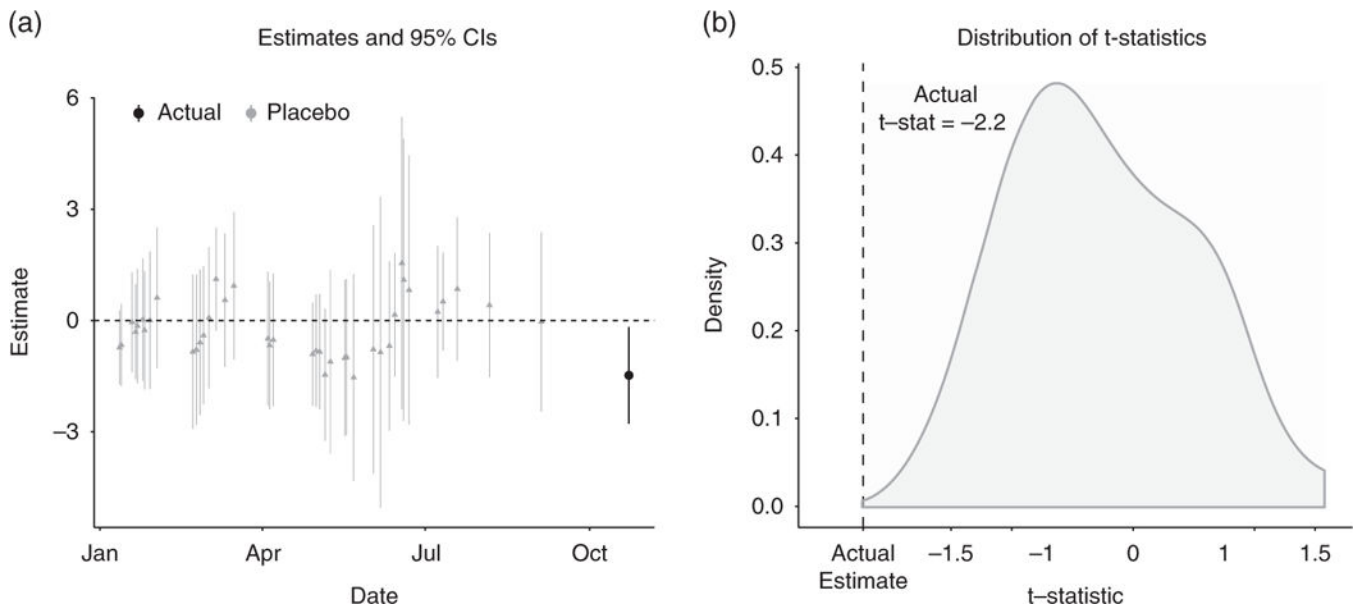 (a)
Estimates and 95% CIs
Actual Placebo
6
3
0
–3
Estimate
Jan Apr Jul Oct
Date
(b)
Distribution of t-statistics
Actual
t–stat = –2.2
0.5
0.4
0.3
0.2
0.1
0.0
Density
Actual
Estimate
–1.5 –1 0 1 1.5
t–statistic